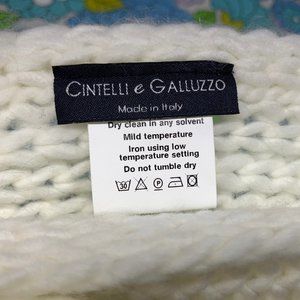 CINTELLI e GALLUZZO
Made in Italy
Dry clean in any solvent
Mild temperature
Iron using low
temperature setting
Do not tumble dry
30 P